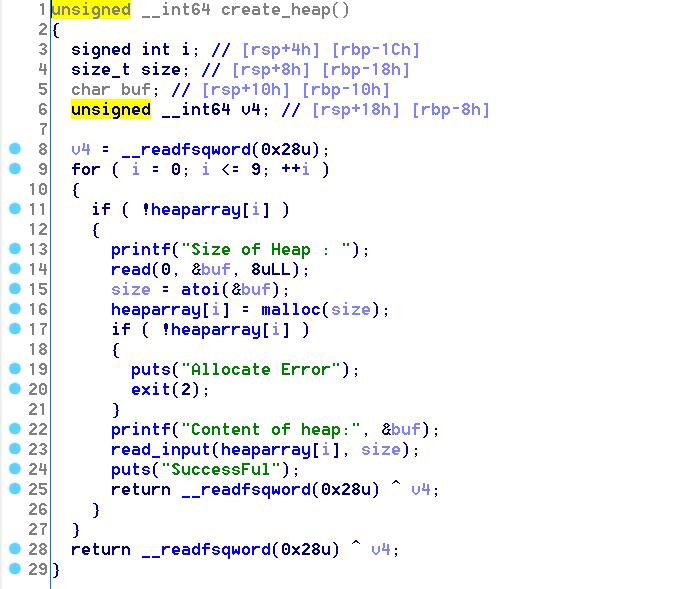 1 unsigned __int64 create_heap()
2 {
3 signed int i; // [rsp+4h] [rbp-1Ch]
4 size_t size; // [rsp+8h] [rbp-18h]
5 char buf; // [rsp+10h] [rbp-10h]
6 unsigned __int64 v4; // [rsp+18h] [rbp-8h]
7
8 v4 = __readfsqword(0x28u);
9 for ( i = 0; i <= 9; ++i )
10 {
11 if ( !heaparray[i] )
12 {
13 printf("Size of Heap : ");
14 read(0, &buf, 8uLL);
15 size = atoi(&buf);
16 heaparray[i] = malloc(size);
17 if ( !heaparray[i] )
18 {
19 puts("Allocate Error");
20 exit(2);
21 }
22 printf("Content of heap:", &buf);
23 read_input(heaparray[i], size);
24 puts("SuccessFul");
25 return __readfsqword(0x28u) ^ v4;
26 }
27 }
28 return __readfsqword(0x28u) ^ v4;
29 }